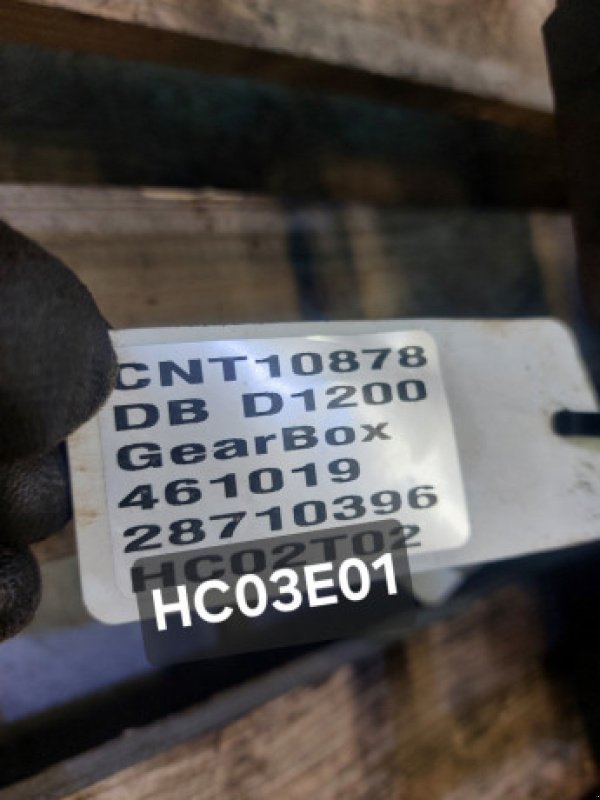 CNT10878
DB D1200
GearBox
461019
28710396
HC02T02
HC03E01